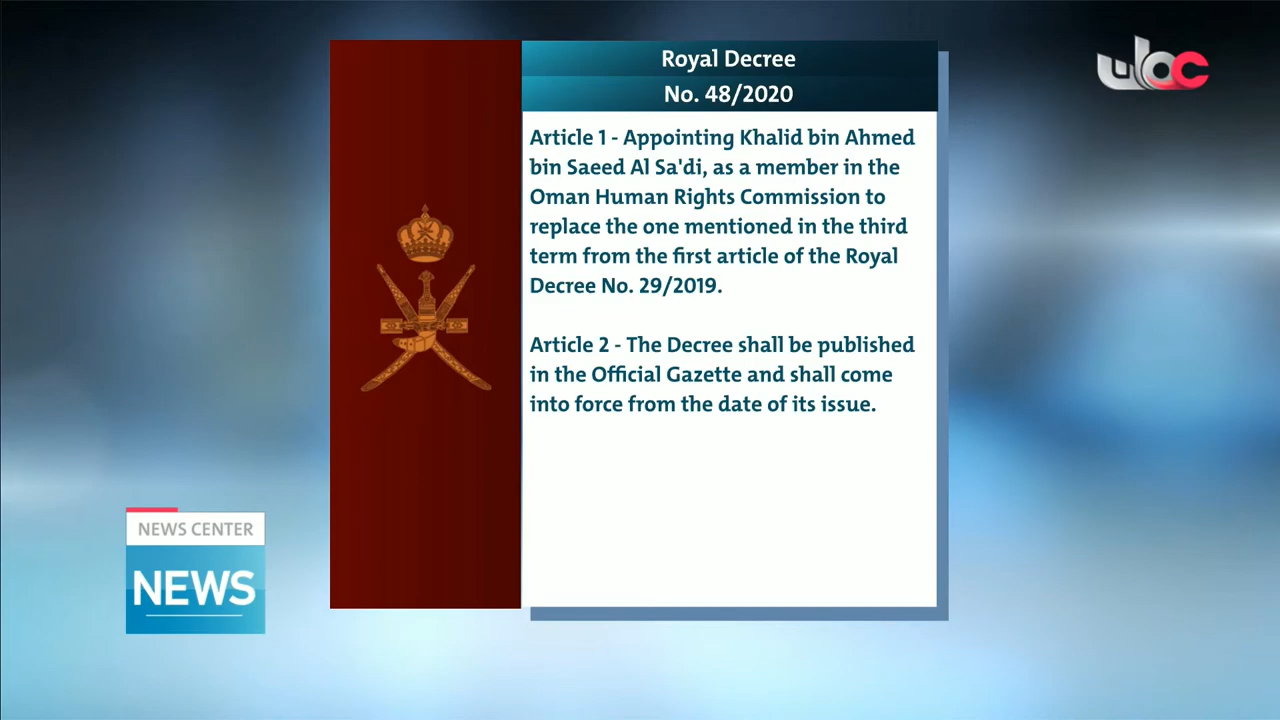 Royal Decree
No. 48/2020
Article 1 - Appointing Khalid bin Ahmed
bin Saeed Al Sa'di, as a member in the
Oman Human Rights Commission to
replace the one mentioned in the third
term from the first article of the Royal
Decree No. 29/2019.
Article 2 - The Decree shall be published
in the Official Gazette and shall come
into force from the date of its issue.
NEWS CENTER
NEWS